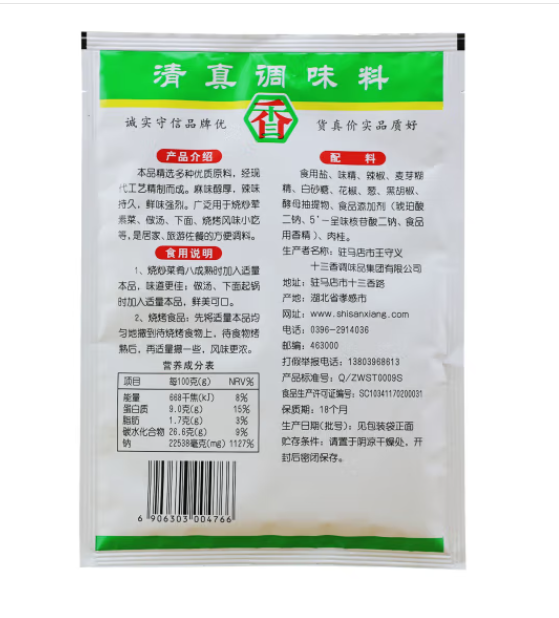 清真调味料
诚实守信品牌优 香 货真价实品质好
产品介绍
本品精选多种优质原料，经现
代工艺精制而成。麻味醇厚、辣味
持久，鲜味强烈。广泛用于烧炒荤
素菜、做汤、下面、烧烤风味小吃
等，是居家、旅游佐餐的方便调料。
食用说明
1、烧炒菜肴八成熟时加入适量
本品，味道更佳；做汤、下面起锅
时加入适量本品，鲜美可口。
2、烧烤食品：先将适量本品均
匀地撒到待烧烤食物上，待食物烤
熟后，再适量撒一些，风味更浓。
营养成分表
项目 每100克(g) NRV%
能量 668千焦(kJ) 8%
蛋白质 9.0克(g) 15%
脂肪 1.7克(g) 3%
碳水化合物 26.6克(g) 9%
钠 22538毫克(mg) 1127%
6 906303 004766
配料
食用盐、味精、辣椒、麦芽糊
精、白砂糖、花椒、葱、黑胡椒、
酵母抽提物、食品添加剂（琥珀酸
二钠、5'-呈味核苷酸二钠、食品
用香精）、肉桂。
生产者名称：驻马店市王守义
十三香调味品集团有限公司
地址：驻马店市十三香路
产地：湖北省孝感市
网址：www.shisanxiang.com
电话：0396-2914036
邮编：463000
打假举报电话：13803968613
产品标准号：Q/ZWST0009S
食品生产许可证编号：SC10341170200031
保质期：18个月
生产日期(批号)：见包装袋正面
贮存条件：请置于阴凉干燥处，开
封后密闭保存。